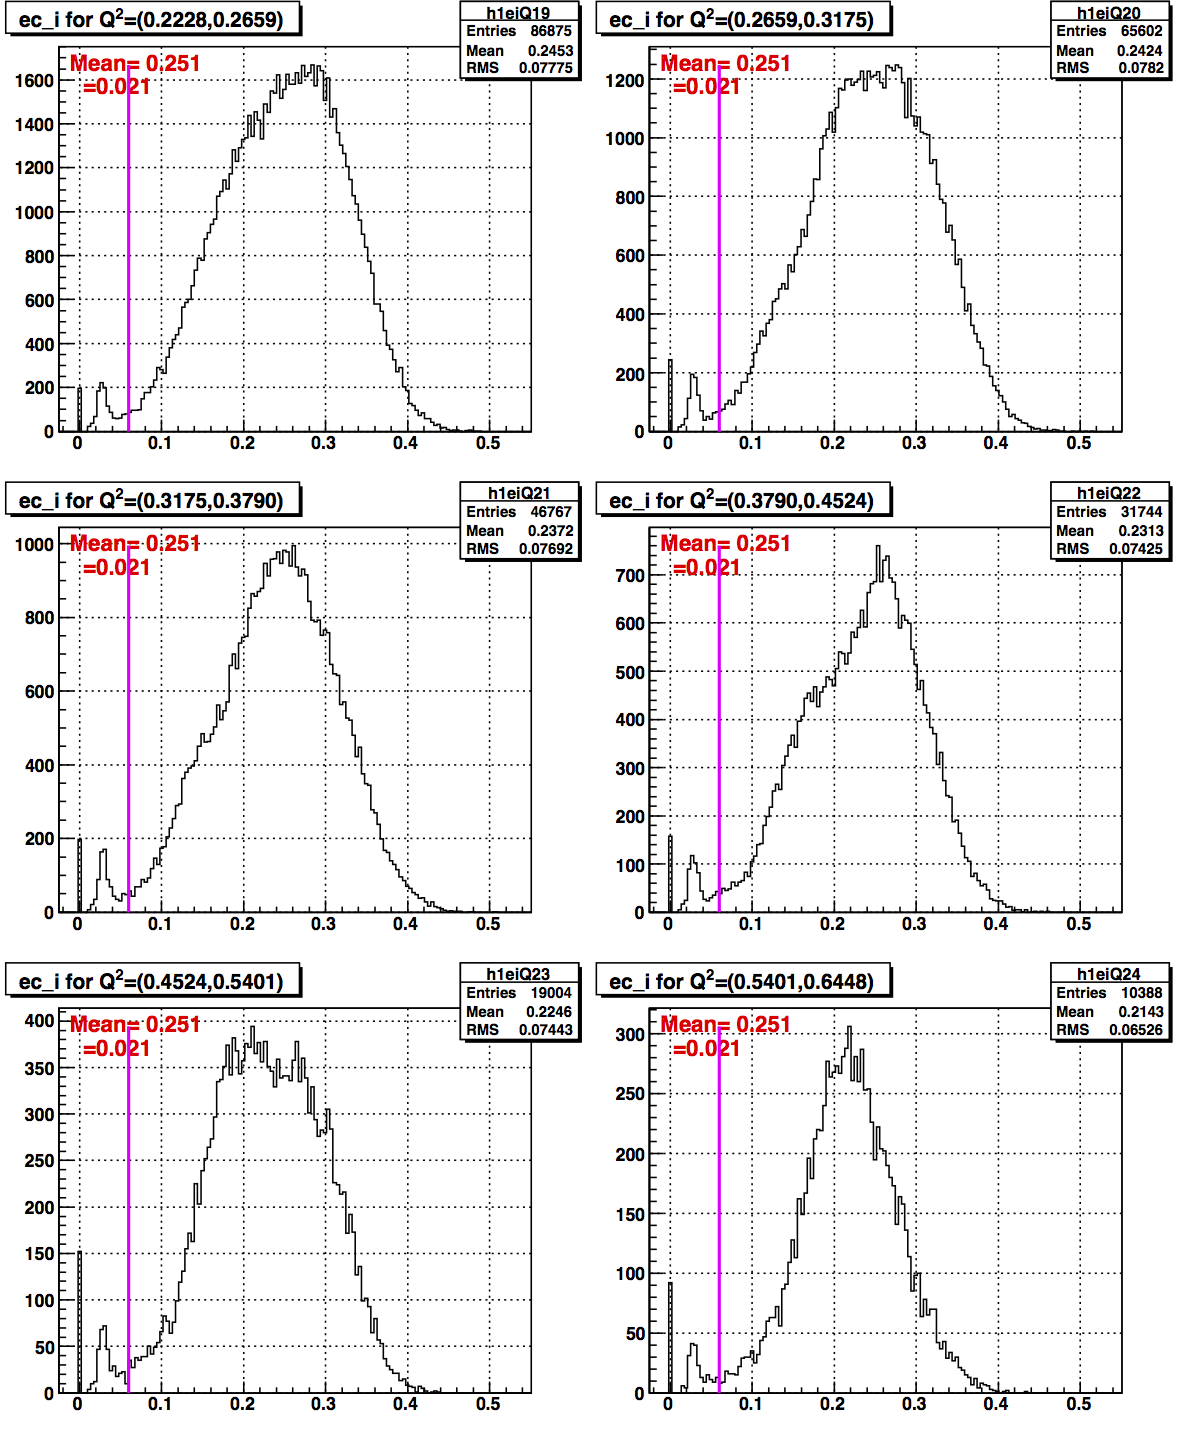 ec_i for Q²=(0.2228,0.2659)
h1eiQ19
Entries 86875
Mean 0.2453
RMS 0.07775
Mean= 0.251
=0.021
1600
1400
1200
1000
800
600
400
200
0
0 0.1 0.2 0.3 0.4 0.5
ec_i for Q²=(0.2659,0.3175)
h1eiQ20
Entries 65602
Mean 0.2424
RMS 0.0782
Mean= 0.251
=0.021
1200
1000
800
600
400
200
0
0 0.1 0.2 0.3 0.4 0.5
ec_i for Q²=(0.3175,0.3790)
h1eiQ21
Entries 46767
Mean 0.2372
RMS 0.07692
Mean= 0.251
=0.021
1000
800
600
400
200
0
0 0.1 0.2 0.3 0.4 0.5
ec_i for Q²=(0.3790,0.4524)
h1eiQ22
Entries 31744
Mean 0.2313
RMS 0.07425
Mean= 0.251
=0.021
700
600
500
400
300
200
100
0
0 0.1 0.2 0.3 0.4 0.5
ec_i for Q²=(0.4524,0.5401)
h1eiQ23
Entries 19004
Mean 0.2246
RMS 0.07443
Mean= 0.251
=0.021
400
350
300
250
200
150
100
50
0
0 0.1 0.2 0.3 0.4 0.5
ec_i for Q²=(0.5401,0.6448)
h1eiQ24
Entries 10388
Mean 0.2143
RMS 0.06526
Mean= 0.251
=0.021
300
250
200
150
100
50
0
0 0.1 0.2 0.3 0.4 0.5